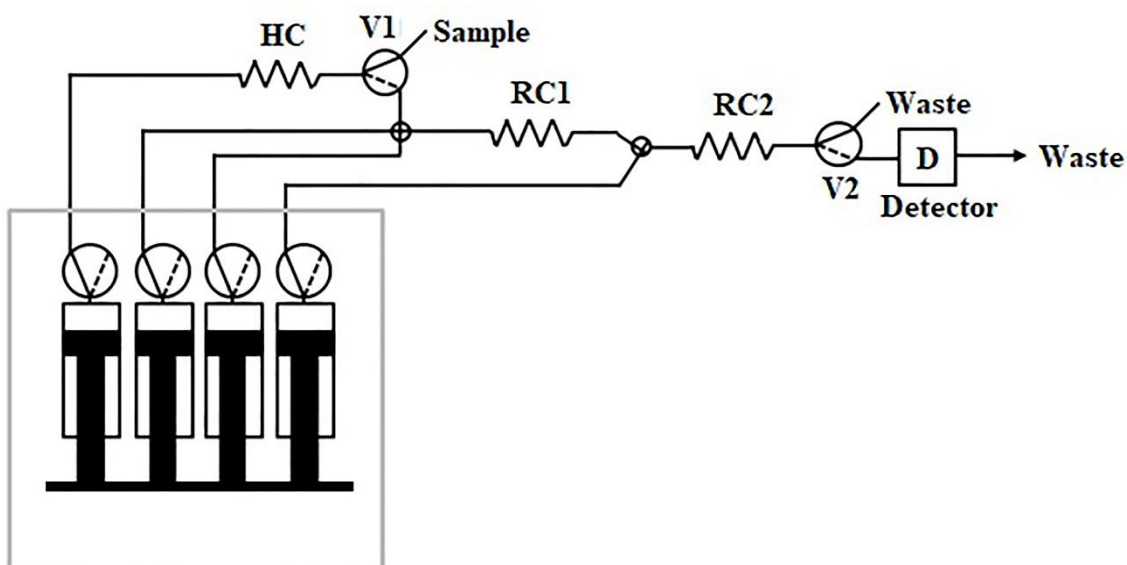 HC
V1
Sample
RC1
RC2
Waste
V2
D
Detector
Waste